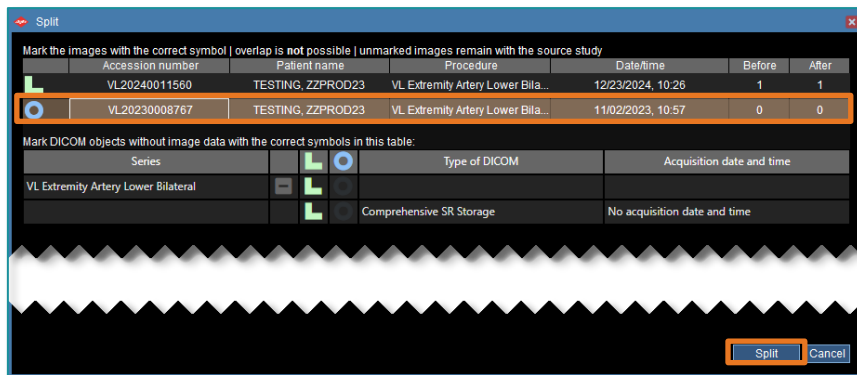 Split
Mark the images with the correct symbol | overlap is not possible | unmarked images remain with the source study
Accession number Patient name Procedure Date/time Before After
VL20240011560 TESTING, ZZPROD23 VL Extremity Artery Lower Bila... 12/23/2024, 10:26 1 1
VL20230008767 TESTING, ZZPROD23 VL Extremity Artery Lower Bila... 11/02/2023, 10:57 0 0
Mark DICOM objects without image data with the correct symbols in this table:
Series Type of DICOM Acquisition date and time
VL Extremity Artery Lower Bilateral
Comprehensive SR Storage No acquisition date and time
Split Cancel